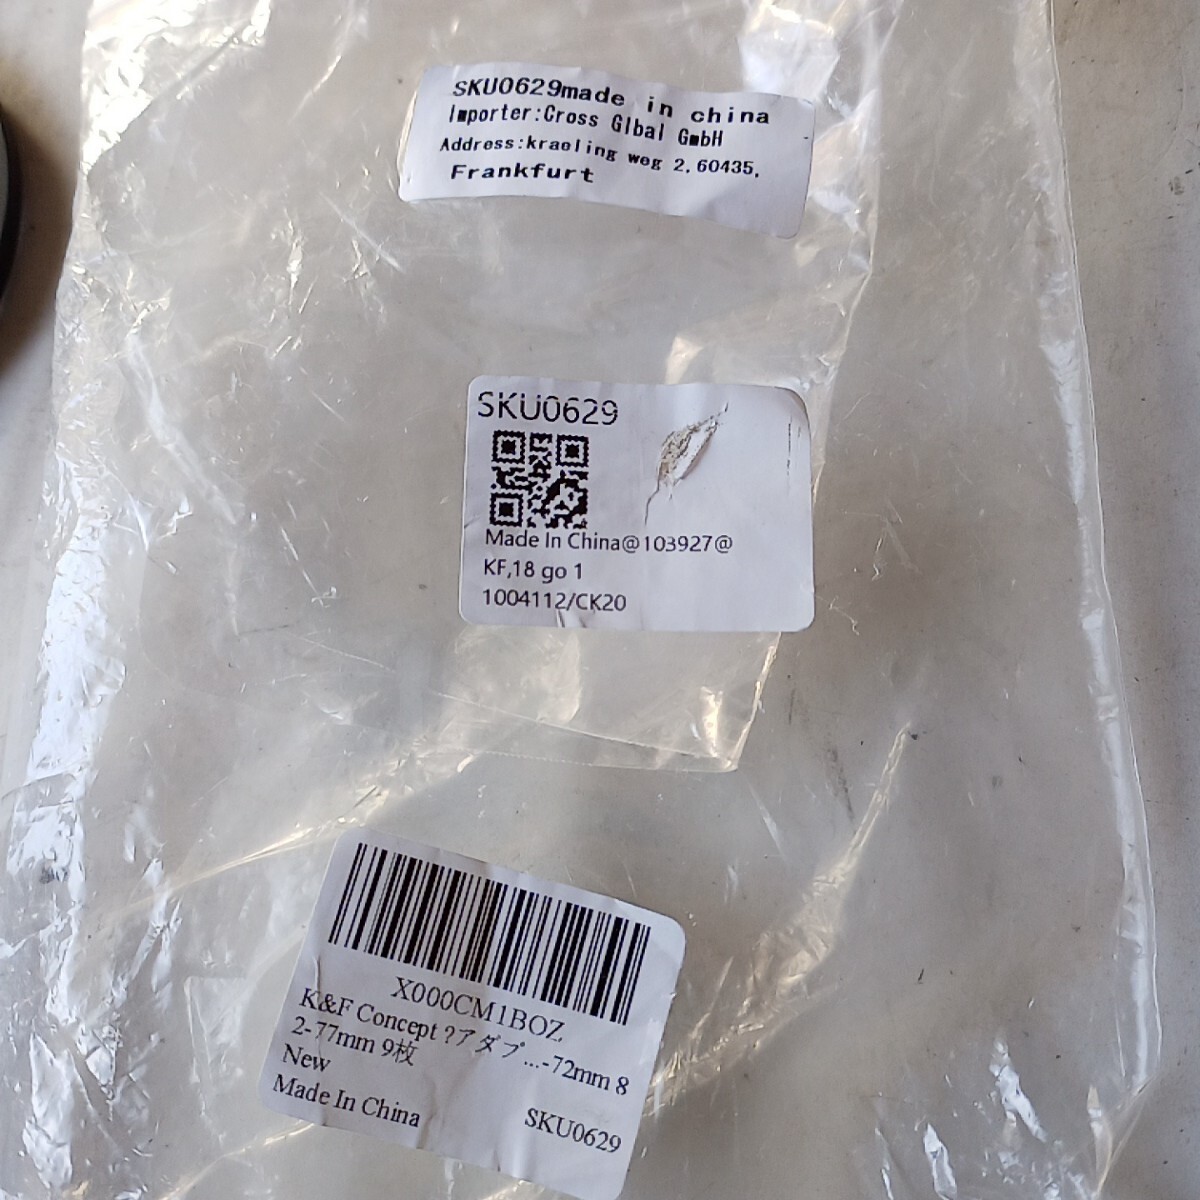 SKU0629made in china
Importer:Cross Glbal GmbH
Address:kraeling weg 2,60435,
Frankfurt
SKU0629
Made In China@103927@
KF,18 go 1
1004112/CK20
X000CM1BOZ
K&F Concept ?アダプ...-72mm 8
2-77mm 9枚
New
Made In China
SKU0629